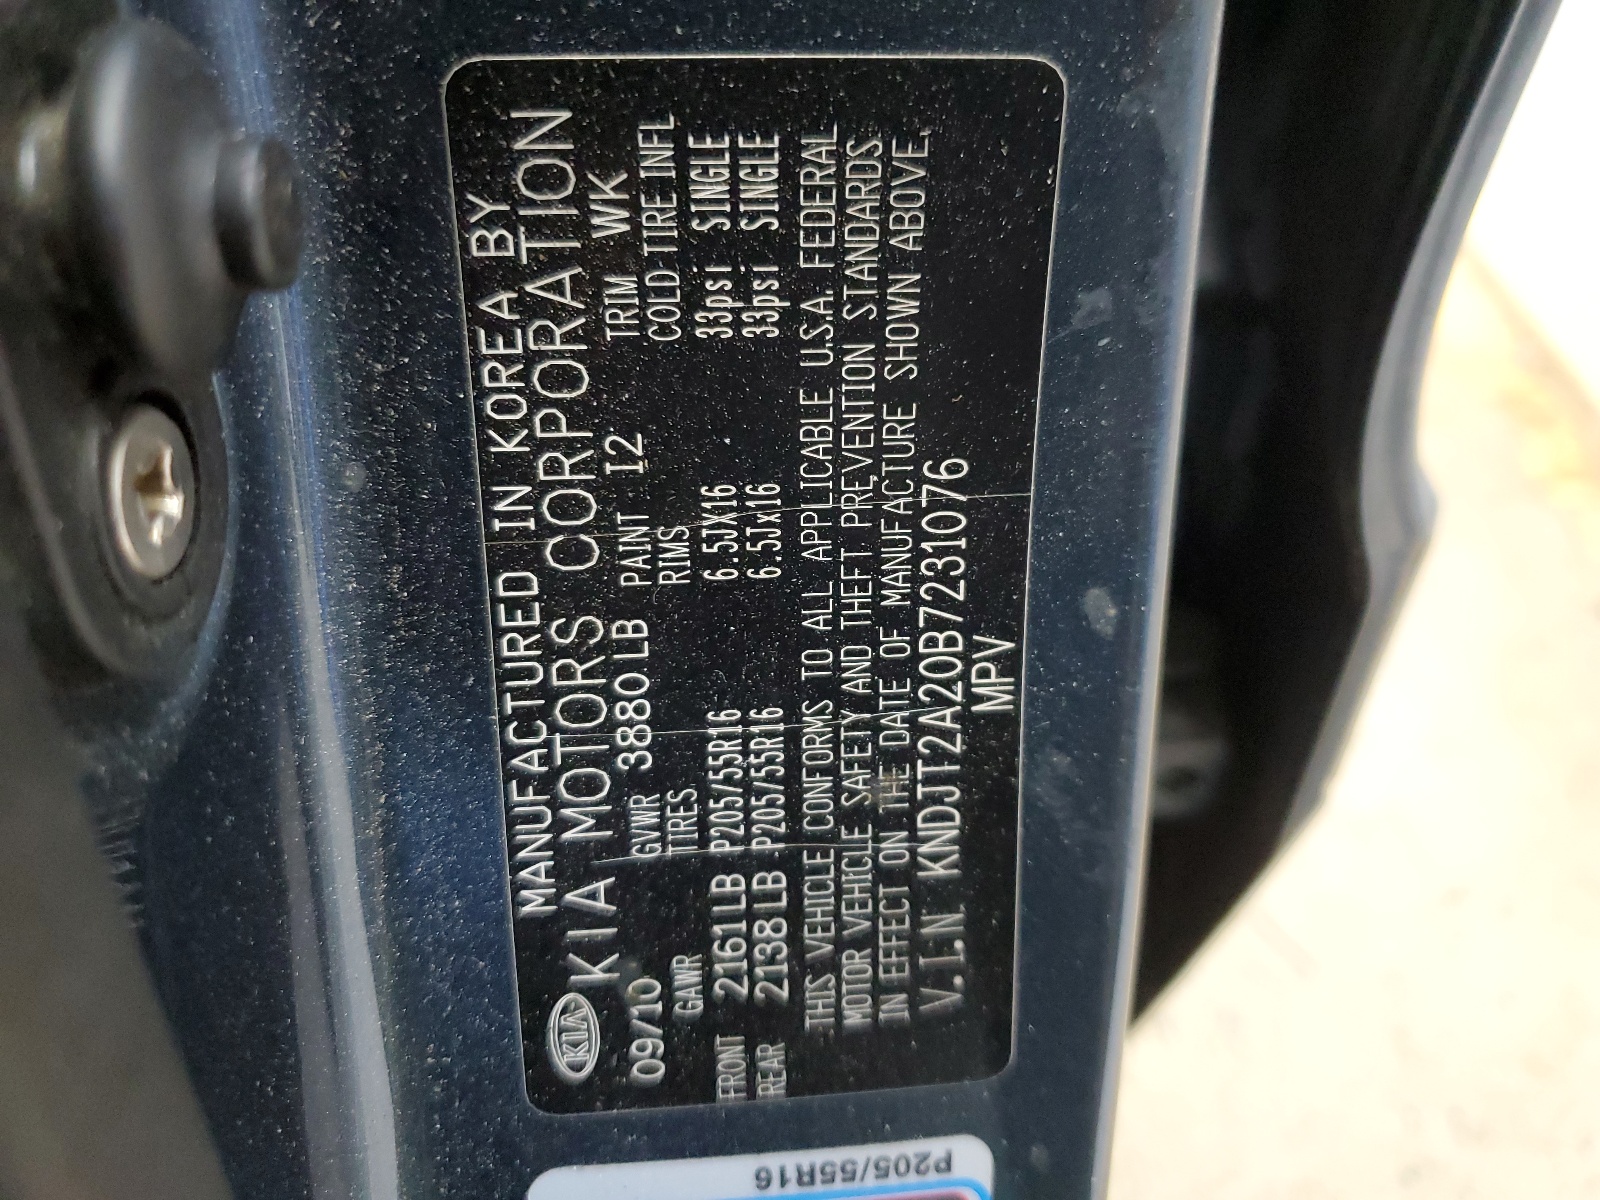 MANUFACTURED IN KOREA BY
KIA KIA MOTORS CORPORATION
09/10 GVWR 3880LB PAINT I2 TRIM WK
GAWR TIRES RIMS COLD TIRE INFL
FRONT 2161LB P205/55R16 6.5JX16 33psi SINGLE
REAR 2138LB P205/55R16 6.5Jx16 33psi SINGLE
THIS VEHICLE CONFORMS TO ALL APPLICABLE U.S.A. FEDERAL
MOTOR VEHICLE SAFETY AND THEFT PREVENTION STANDARDS
IN EFFECT ON THE DATE OF MANUFACTURE SHOWN ABOVE.
V.I.N KNDJT2A20B7231076
MPV
P205/55R16